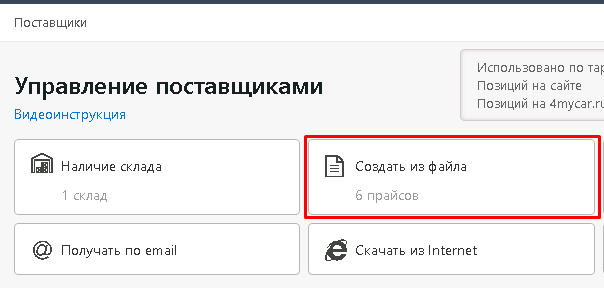 Поставщики
Управление поставщиками
Видеоинструкция
Использовано по тар
Позиций на сайте
Позиций на 4mycar.ru
Наличие склада
1 склад
Создать из файла
6 прайсов
Получать по email
Скачать из Internet